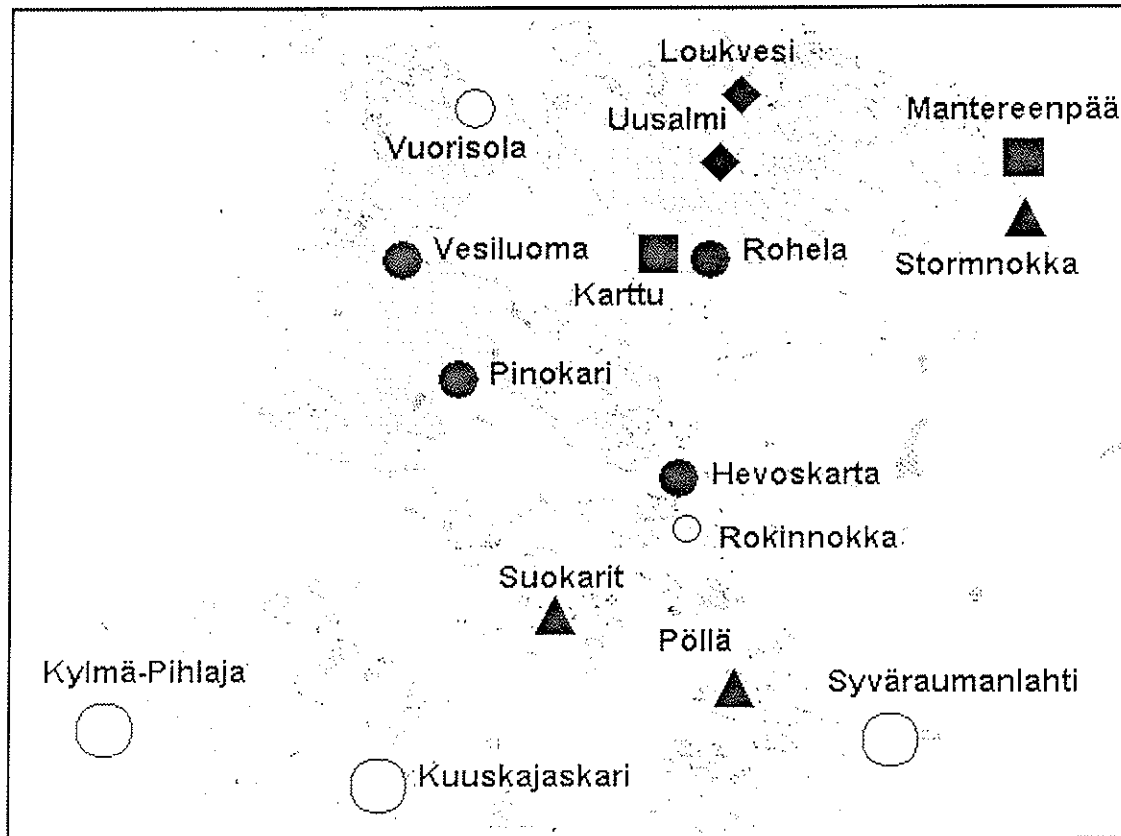 Loukvesi
Uusalmi
Mantereenpää
Vuorisola
Vesiluoma
Rohela
Stormnokka
Karttu
Pinokari
Hevoskarta
Rokinnokka
Suokarit
Pöllä
Kylmä-Pihlaja
Syväraumanlahti
Kuuskajaskari